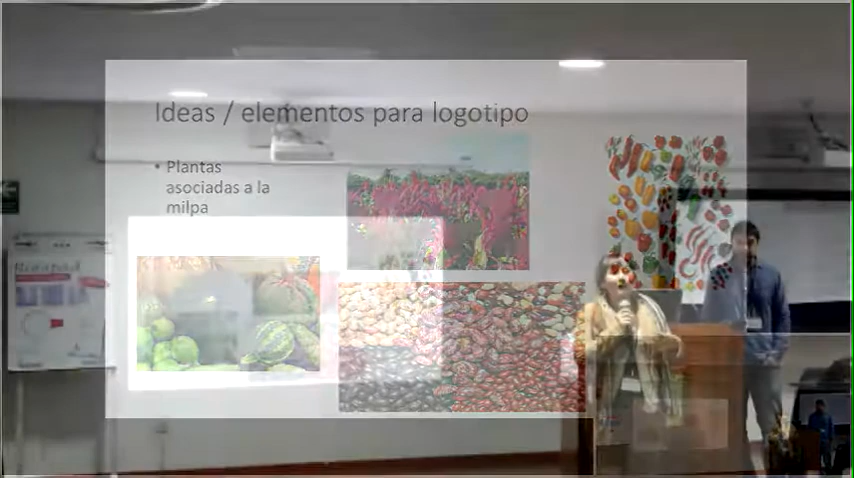 Ideas / elementos para logotipo
• Plantas
asociadas a la
milpa